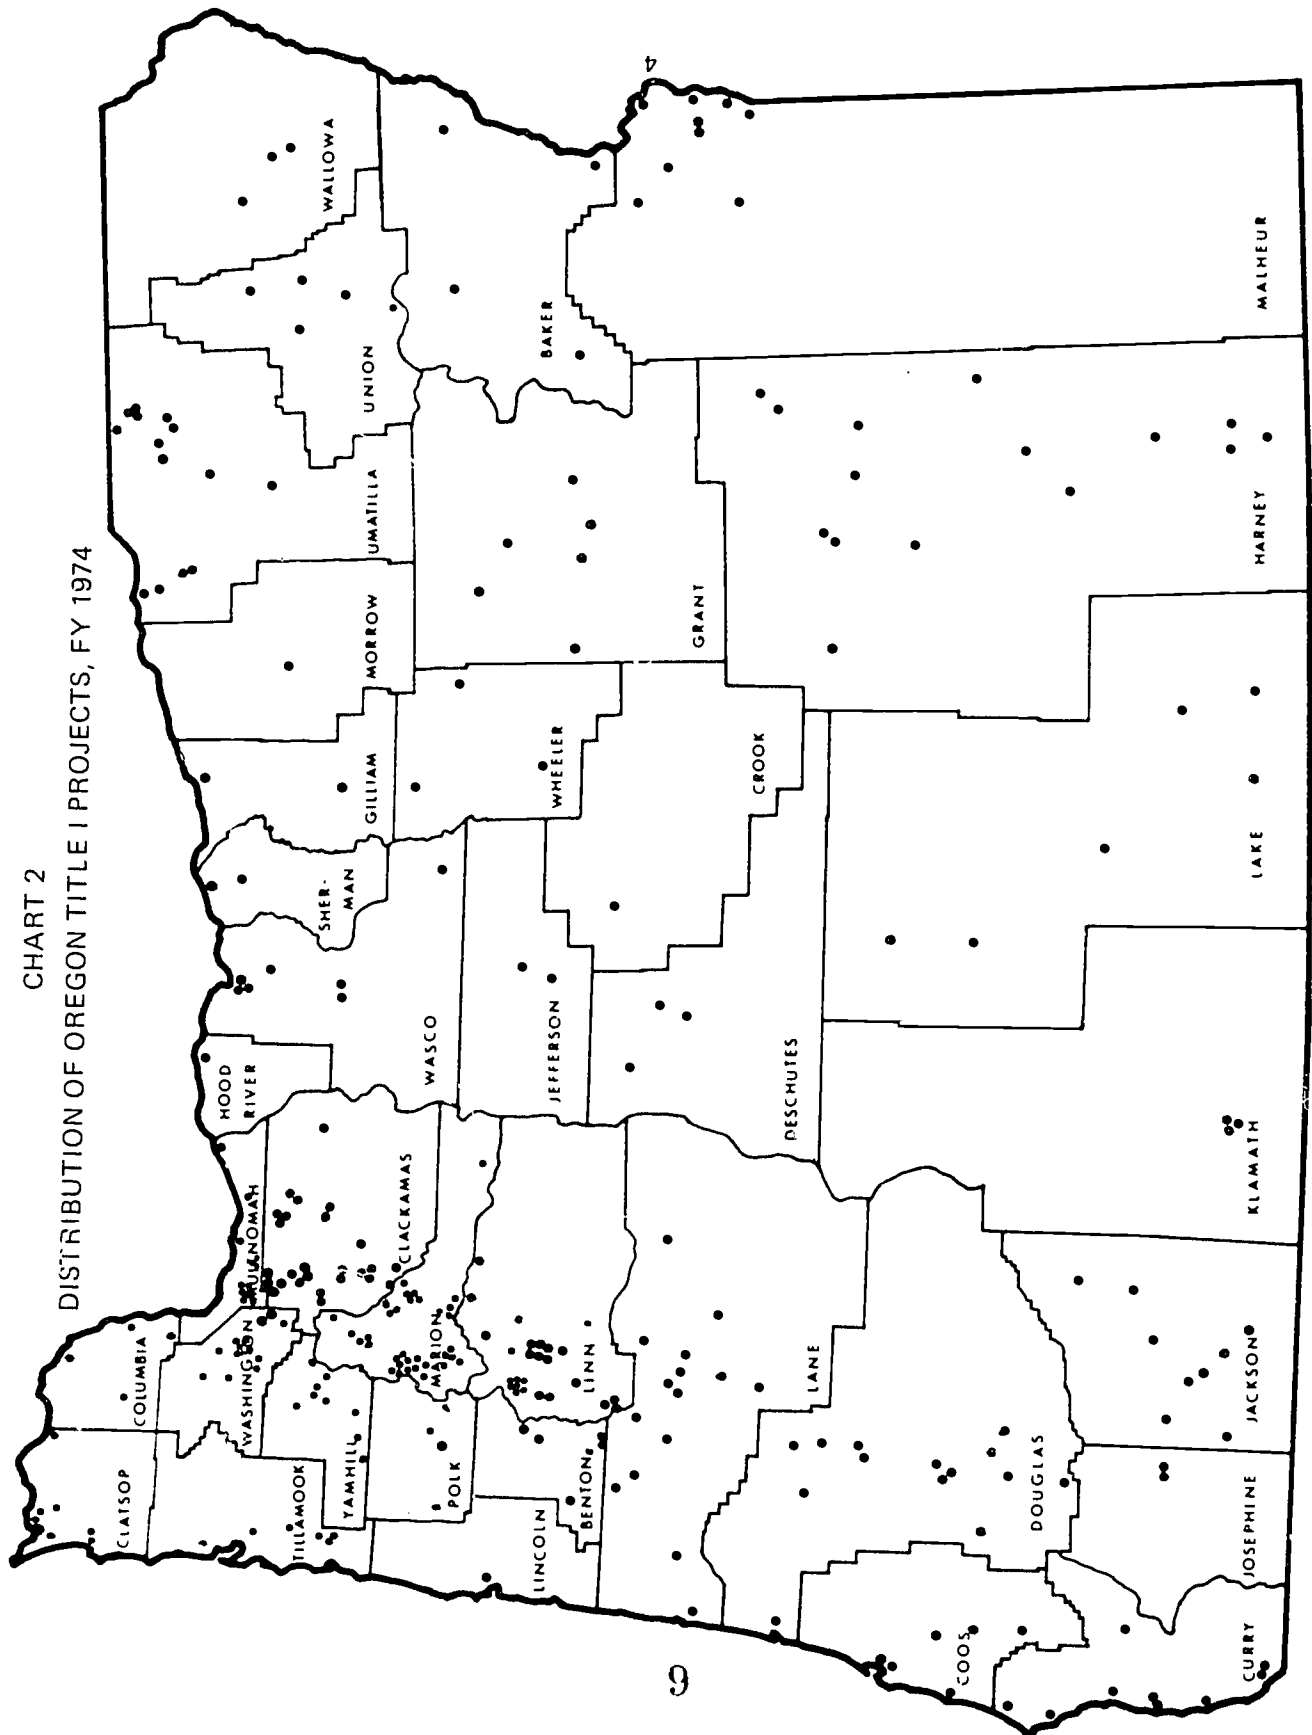 CHART 2
DISTRIBUTION OF OREGON TITLE I PROJECTS, FY 1974
CLATSOP
COLUMBIA
TILLAMOOK
WASHINGTON
MULTNOMAH
HOOD
RIVER
YAMHILL
CLACKAMAS
WASCO
SHER-
MAN
GILLIAM
MORROW
UMATILLA
UNION
WALLOWA
POLK
MARION
LINCOLN
BENTON
LINN
JEFFERSON
WHEELER
GRANT
BAKER
LANE
DESCHUTES
CROOK
COOS
DOUGLAS
CURRY
JOSEPHINE
JACKSON
KLAMATH
LAKE
HARNEY
MALHEUR
4
9